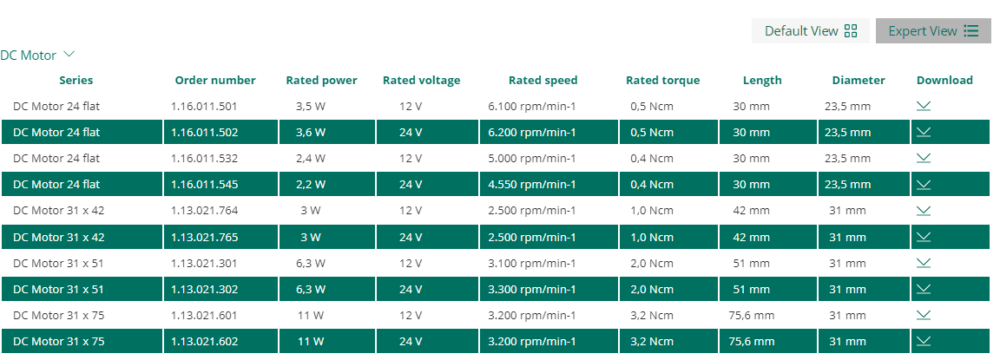 Default View
Expert View
DC Motor
Series Order number Rated power Rated voltage Rated speed Rated torque Length Diameter Download
DC Motor 24 flat 1.16.011.501 3,5 W 12 V 6.100 rpm/min-1 0,5 Ncm 30 mm 23,5 mm
DC Motor 24 flat 1.16.011.502 3,6 W 24 V 6.200 rpm/min-1 0,5 Ncm 30 mm 23,5 mm
DC Motor 24 flat 1.16.011.532 2,4 W 12 V 5.000 rpm/min-1 0,4 Ncm 30 mm 23,5 mm
DC Motor 24 flat 1.16.011.545 2,2 W 24 V 4.550 rpm/min-1 0,4 Ncm 30 mm 23,5 mm
DC Motor 31 x 42 1.13.021.764 3 W 12 V 2.500 rpm/min-1 1,0 Ncm 42 mm 31 mm
DC Motor 31 x 42 1.13.021.765 3 W 24 V 2.500 rpm/min-1 1,0 Ncm 42 mm 31 mm
DC Motor 31 x 51 1.13.021.301 6,3 W 12 V 3.100 rpm/min-1 2,0 Ncm 51 mm 31 mm
DC Motor 31 x 51 1.13.021.302 6,3 W 24 V 3.300 rpm/min-1 2,0 Ncm 51 mm 31 mm
DC Motor 31 x 75 1.13.021.601 11 W 12 V 3.200 rpm/min-1 3,2 Ncm 75,6 mm 31 mm
DC Motor 31 x 75 1.13.021.602 11 W 24 V 3.200 rpm/min-1 3,2 Ncm 75,6 mm 31 mm